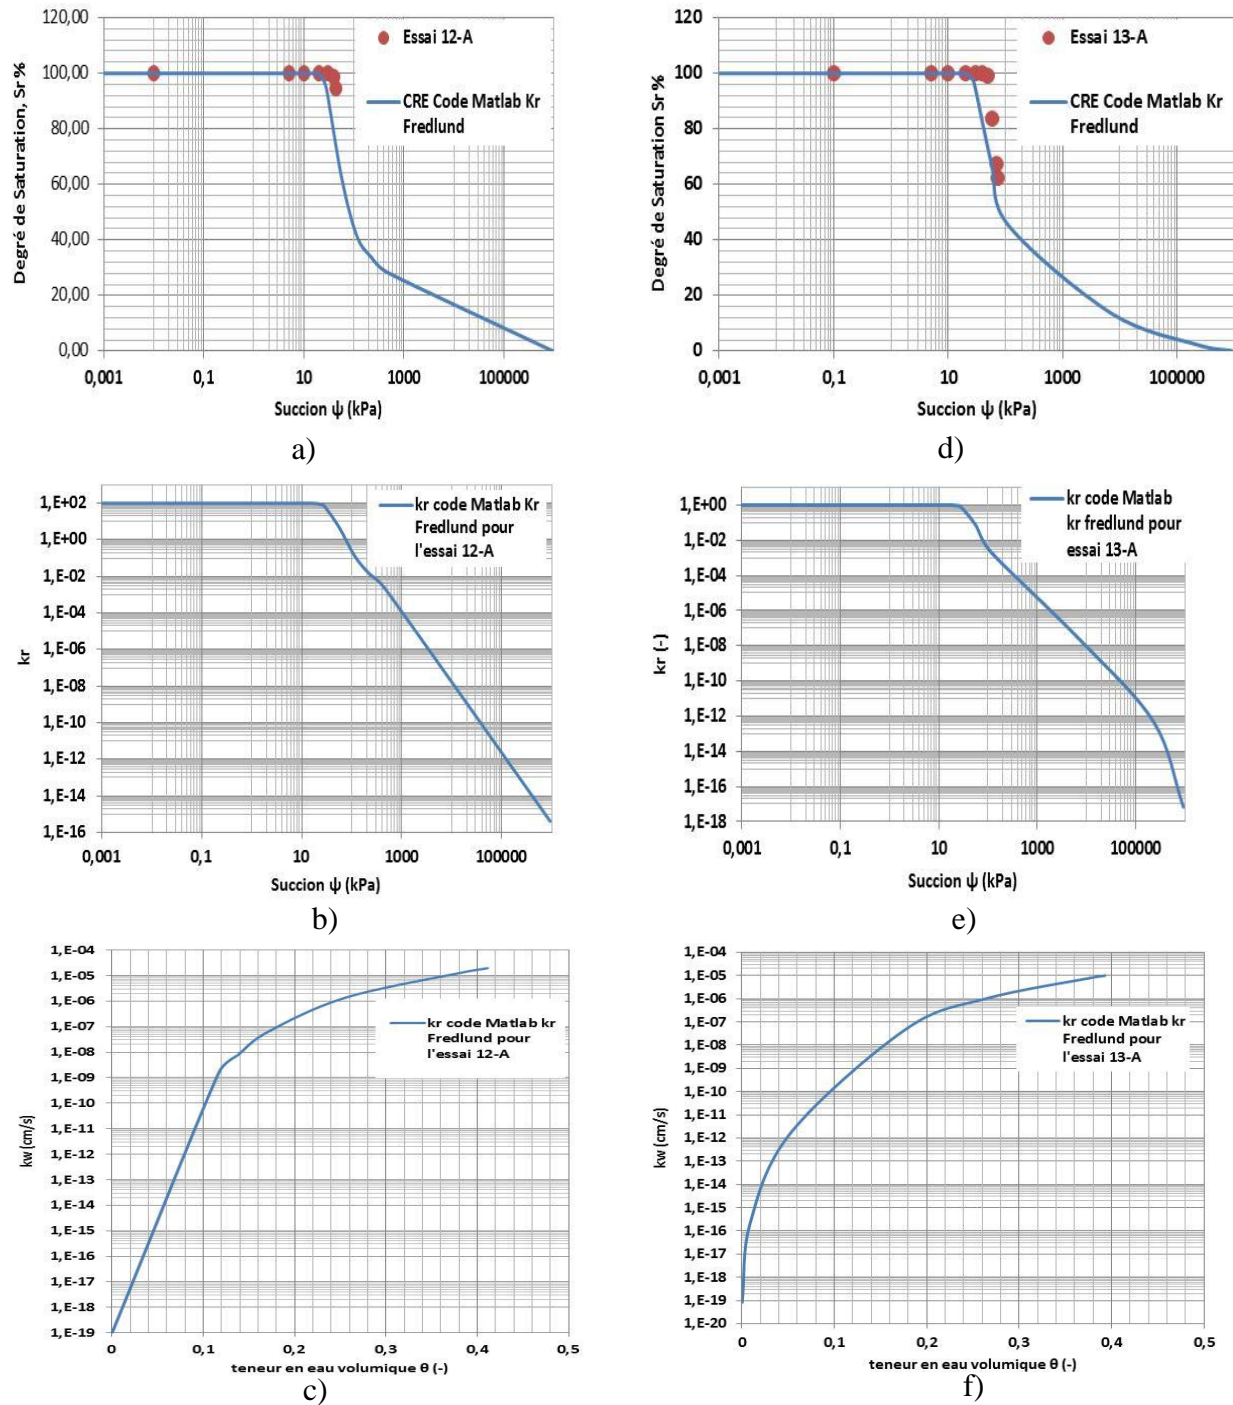 120,00
100,00
80,00
60,00
40,00
20,00
0,00
Degré de Saturation, Sr %
Essai 12-A
CRE Code Matlab Kr
Fredlund
0,001
0,1
10
1000
100000
Succion ψ (kPa)
a)
120
100
80
60
40
20
0
Degré de Saturation Sr %
Essai 13-A
CRE Code Matlab Kr
Fredlund
0,001
0,1
10
1000
100000
Succion ψ (kPa)
d)
1,E+02
1,E+00
1,E-02
1,E-04
1,E-06
1,E-08
1,E-10
1,E-12
1,E-14
1,E-16
kr
kr code Matlab Kr
Fredlund pour
l'essai 12-A
0,001
0,1
10
1000
100000
Succion ψ (kPa)
b)
1,E+00
1,E-02
1,E-04
1,E-06
1,E-08
1,E-10
1,E-12
1,E-14
1,E-16
1,E-18
kr (-)
kr code Matlab
kr fredlund pour
essai 13-A
0,001
0,1
10
1000
100000
Succion ψ (kPa)
e)
1,E-04
1,E-05
1,E-06
1,E-07
1,E-08
1,E-09
1,E-10
1,E-11
1,E-12
1,E-13
1,E-14
1,E-15
1,E-16
1,E-17
1,E-18
1,E-19
kw (cm/s)
kr code Matlab kr
Fredlund pour
l'essai 12-A
0
0,1
0,2
0,3
0,4
0,5
teneur en eau volumique θ (-)
c)
1,E-04
1,E-05
1,E-06
1,E-07
1,E-08
1,E-09
1,E-10
1,E-11
1,E-12
1,E-13
1,E-14
1,E-15
1,E-16
1,E-17
1,E-18
1,E-19
1,E-20
kw (cm/s)
kr code Matlab kr
Fredlund pour
l'essai 13-A
0
0,1
0,2
0,3
0,4
0,5
teneur en eau volumique θ (-)
f)